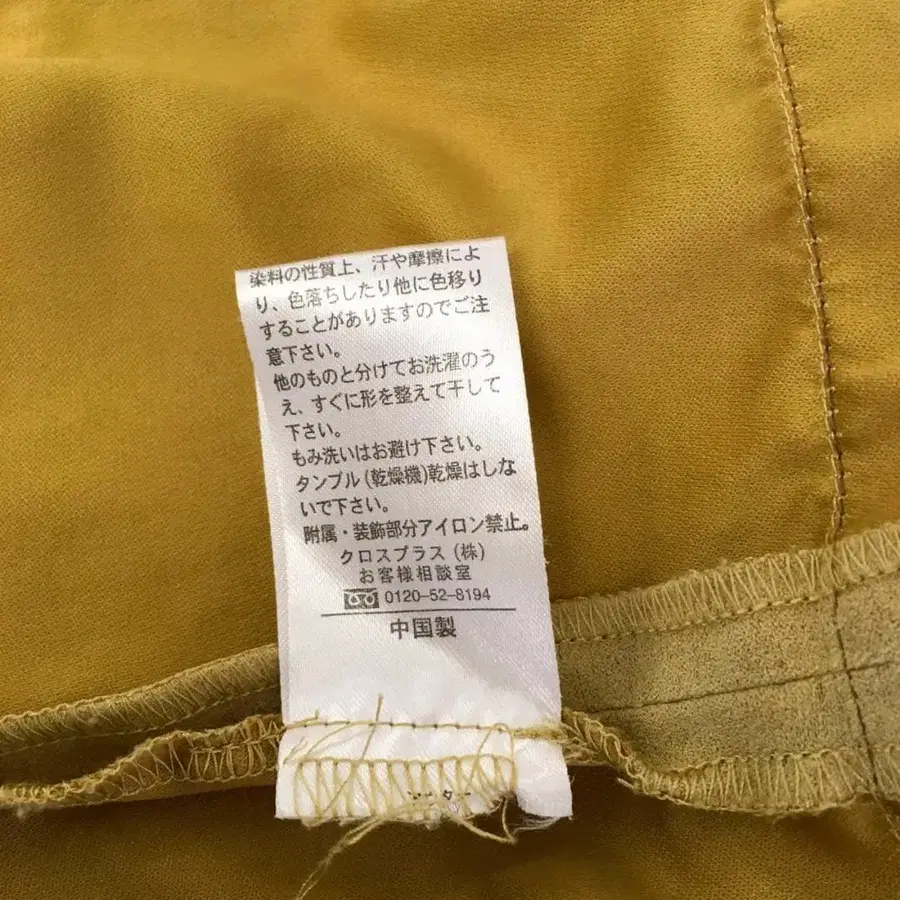 染料の性質上、汗や摩擦によ
り、色落ちしたり他に色移り
することがありますのでご注
意下さい。
他のものと分けてお洗濯のう
え、すぐに形を整えて干して
下さい。
もみ洗いはお避け下さい。
タンブル(乾燥機)乾燥はしな
いで下さい。
附属・装飾部分アイロン禁止。
クロスプラス(株)
お客様相談室
0120-52-8194
中国製